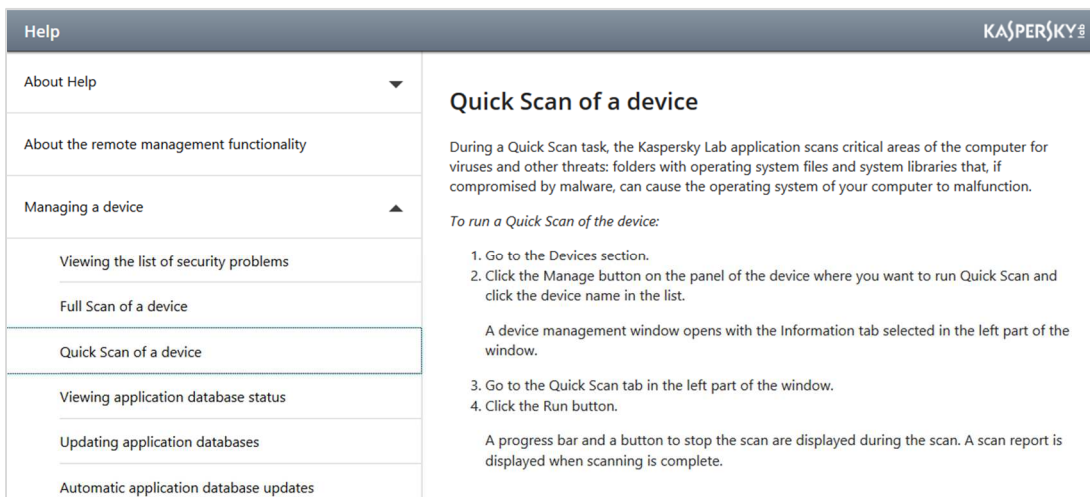 Help
KASPERSKY lab
About Help
About the remote management functionality
Managing a device
Viewing the list of security problems
Full Scan of a device
Quick Scan of a device
Viewing application database status
Updating application databases
Automatic application database updates
Quick Scan of a device
During a Quick Scan task, the Kaspersky Lab application scans critical areas of the computer for
viruses and other threats: folders with operating system files and system libraries that, if
compromised by malware, can cause the operating system of your computer to malfunction.
To run a Quick Scan of the device:
1. Go to the Devices section.
2. Click the Manage button on the panel of the device where you want to run Quick Scan and
click the device name in the list.
A device management window opens with the Information tab selected in the left part of the
window.
3. Go to the Quick Scan tab in the left part of the window.
4. Click the Run button.
A progress bar and a button to stop the scan are displayed during the scan. A scan report is
displayed when scanning is complete.